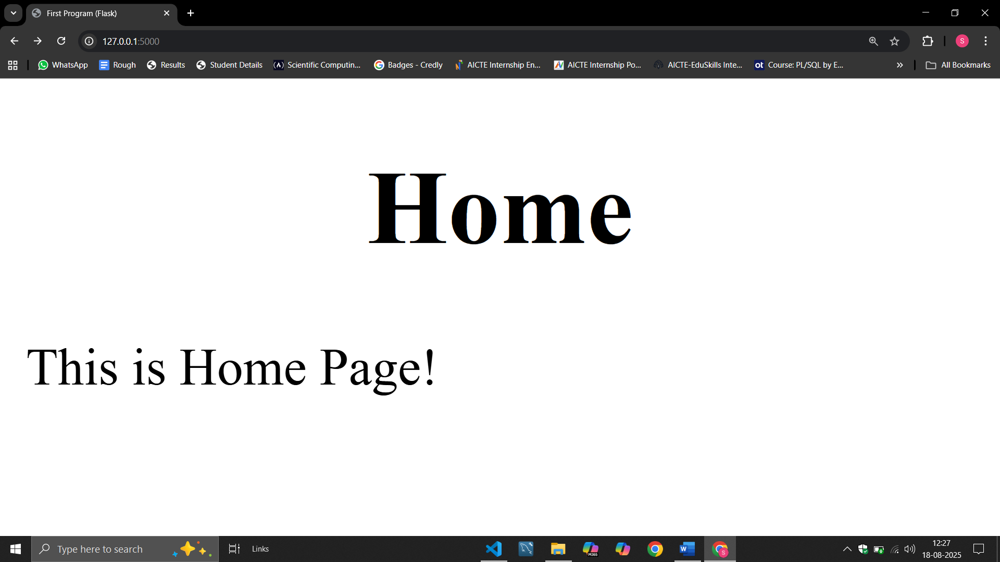 First Program (Flask)
127.0.0.1:5000
S
WhatsApp Rough Results Student Details Scientific Computin... Badges - Credly AICTE Internship En... AICTE Internship Po... AICTE-EduSkills Inte... ot Course: PL/SQL by E... All Bookmarks
Home
This is Home Page!
Type here to search Links M365 W S 12:27
18-08-2025